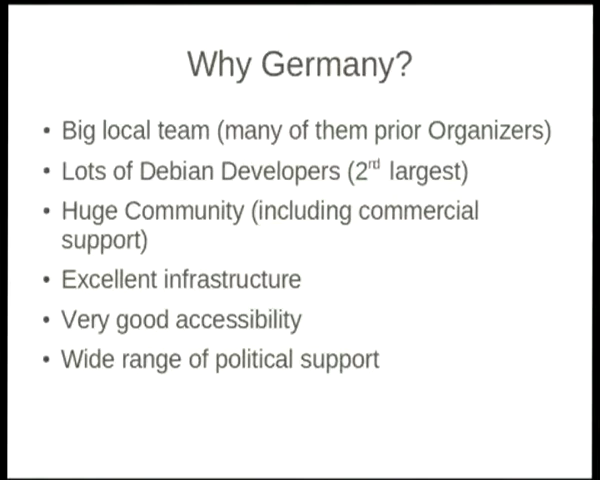 Why Germany?
• Big local team (many of them prior Organizers)
• Lots of Debian Developers (2rd largest)
• Huge Community (including commercial
support)
• Excellent infrastructure
• Very good accessibility
• Wide range of political support